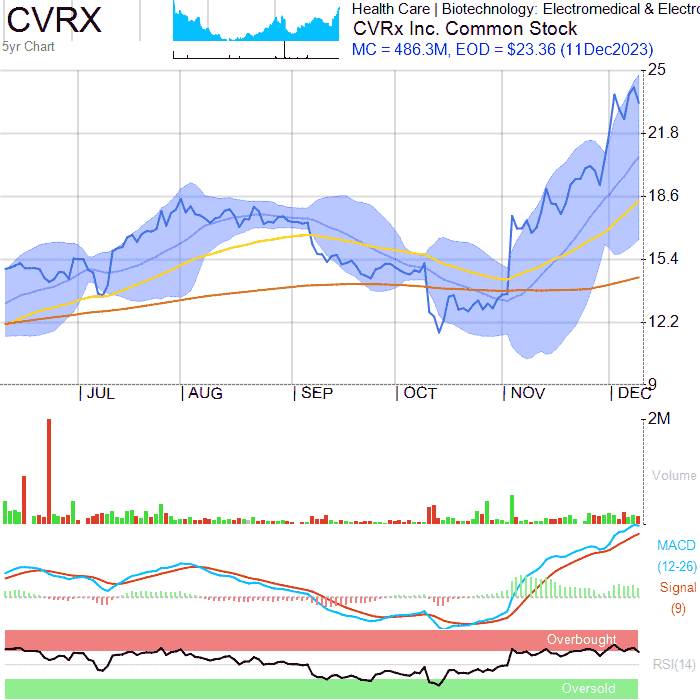 CVRX
5yr Chart
Health Care | Biotechnology: Electromedical & Electro
CVRx Inc. Common Stock
MC = 486.3M, EOD = $23.36 (11Dec2023)
25
21.8
18.6
15.4
12.2
9
JUL AUG SEP OCT NOV DEC
2M
Volume
MACD
(12-26)
Signal
(9)
Overbought
RSI(14)
Oversold